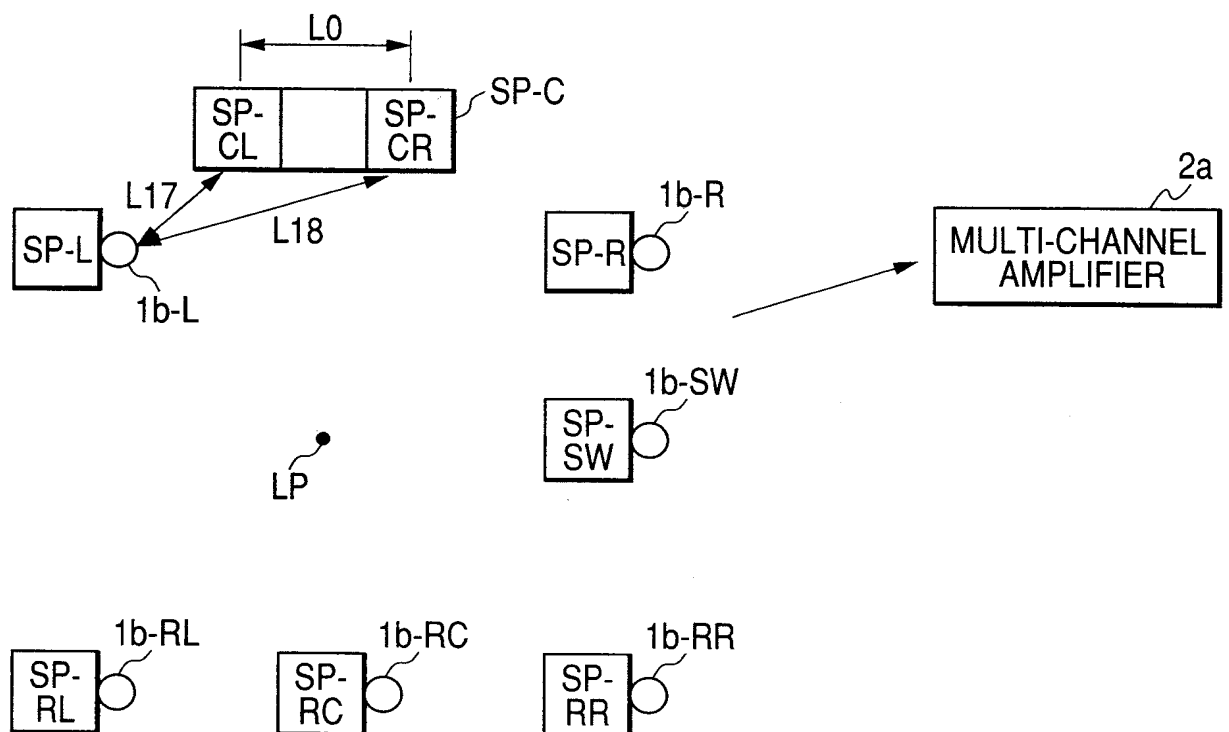 L0
SP-C
SP-
CL
SP-
CR
L17
L18
SP-L
1b-L
1b-R
SP-R
2a
MULTI-CHANNEL
AMPLIFIER
1b-SW
SP-
SW
LP
1b-RL
SP-
RL
1b-RC
SP-
RC
1b-RR
SP-
RR